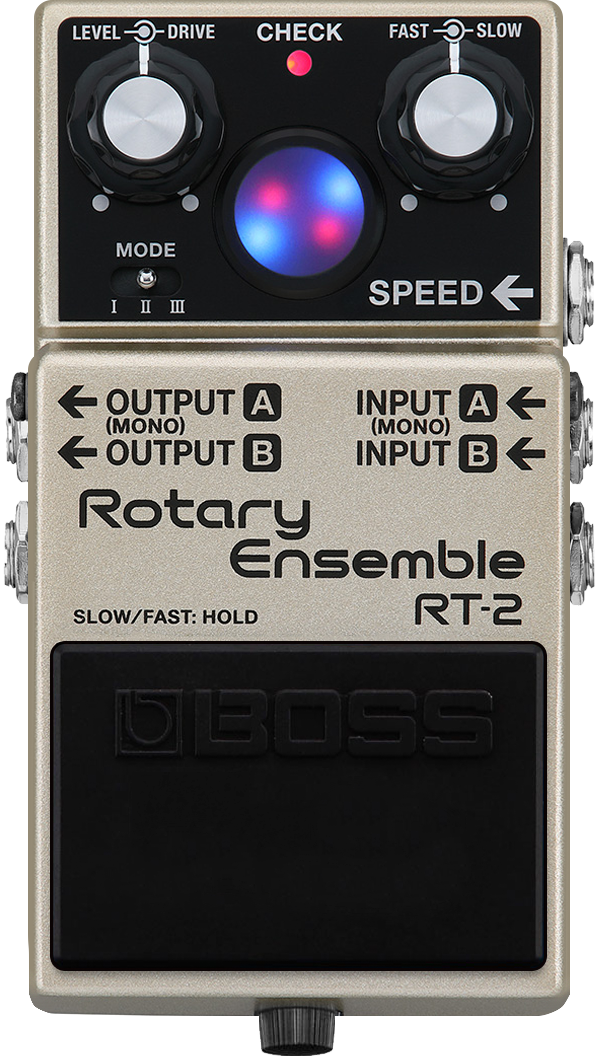 LEVEL DRIVE
CHECK
FAST SLOW
MODE
I II III
SPEED
OUTPUT A
(MONO)
OUTPUT B
INPUT A
(MONO)
INPUT B
Rotary
Ensemble
RT-2
SLOW/FAST: HOLD
BOSS